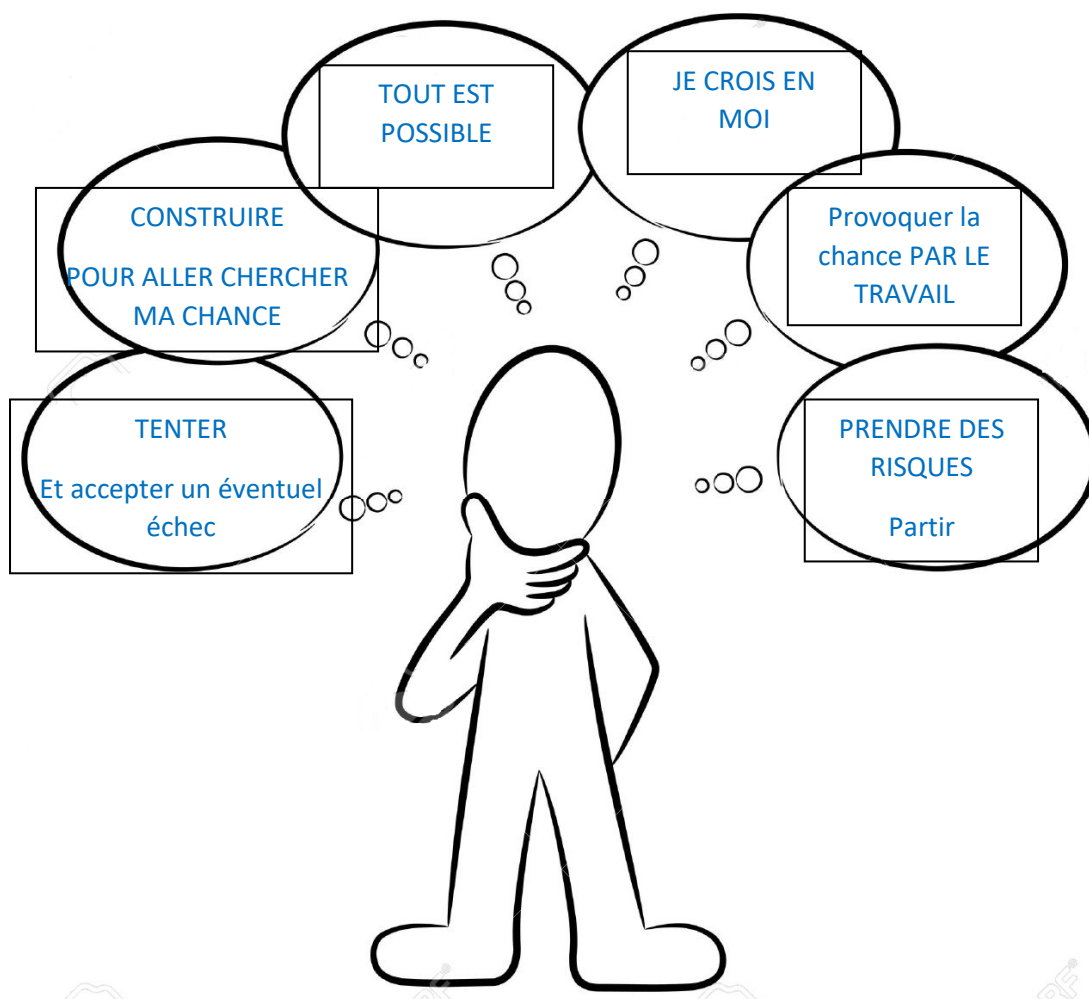 TOUT EST
POSSIBLE
JE CROIS EN
MOI
CONSTRUIRE
POUR ALLER CHERCHER
MA CHANCE
Provoquer la
chance PAR LE
TRAVAIL
TENTER
Et accepter un éventuel
échec
PRENDRE DES
RISQUES
Partir